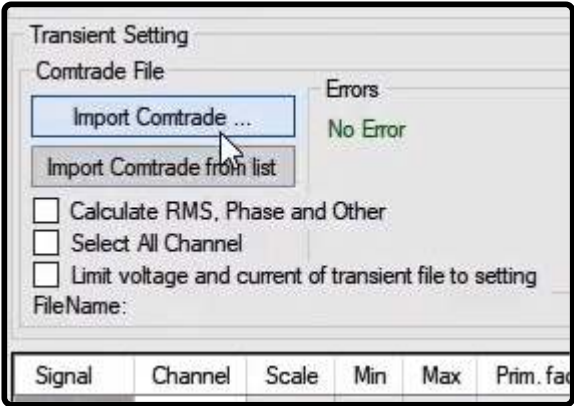 Transient Setting
Comtrade File
Errors
Import Comtrade ...
No Error
Import Comtrade from list
Calculate RMS, Phase and Other
Select All Channel
Limit voltage and current of transient file to setting
FileName:
Signal Channel Scale Min Max Prim. fac